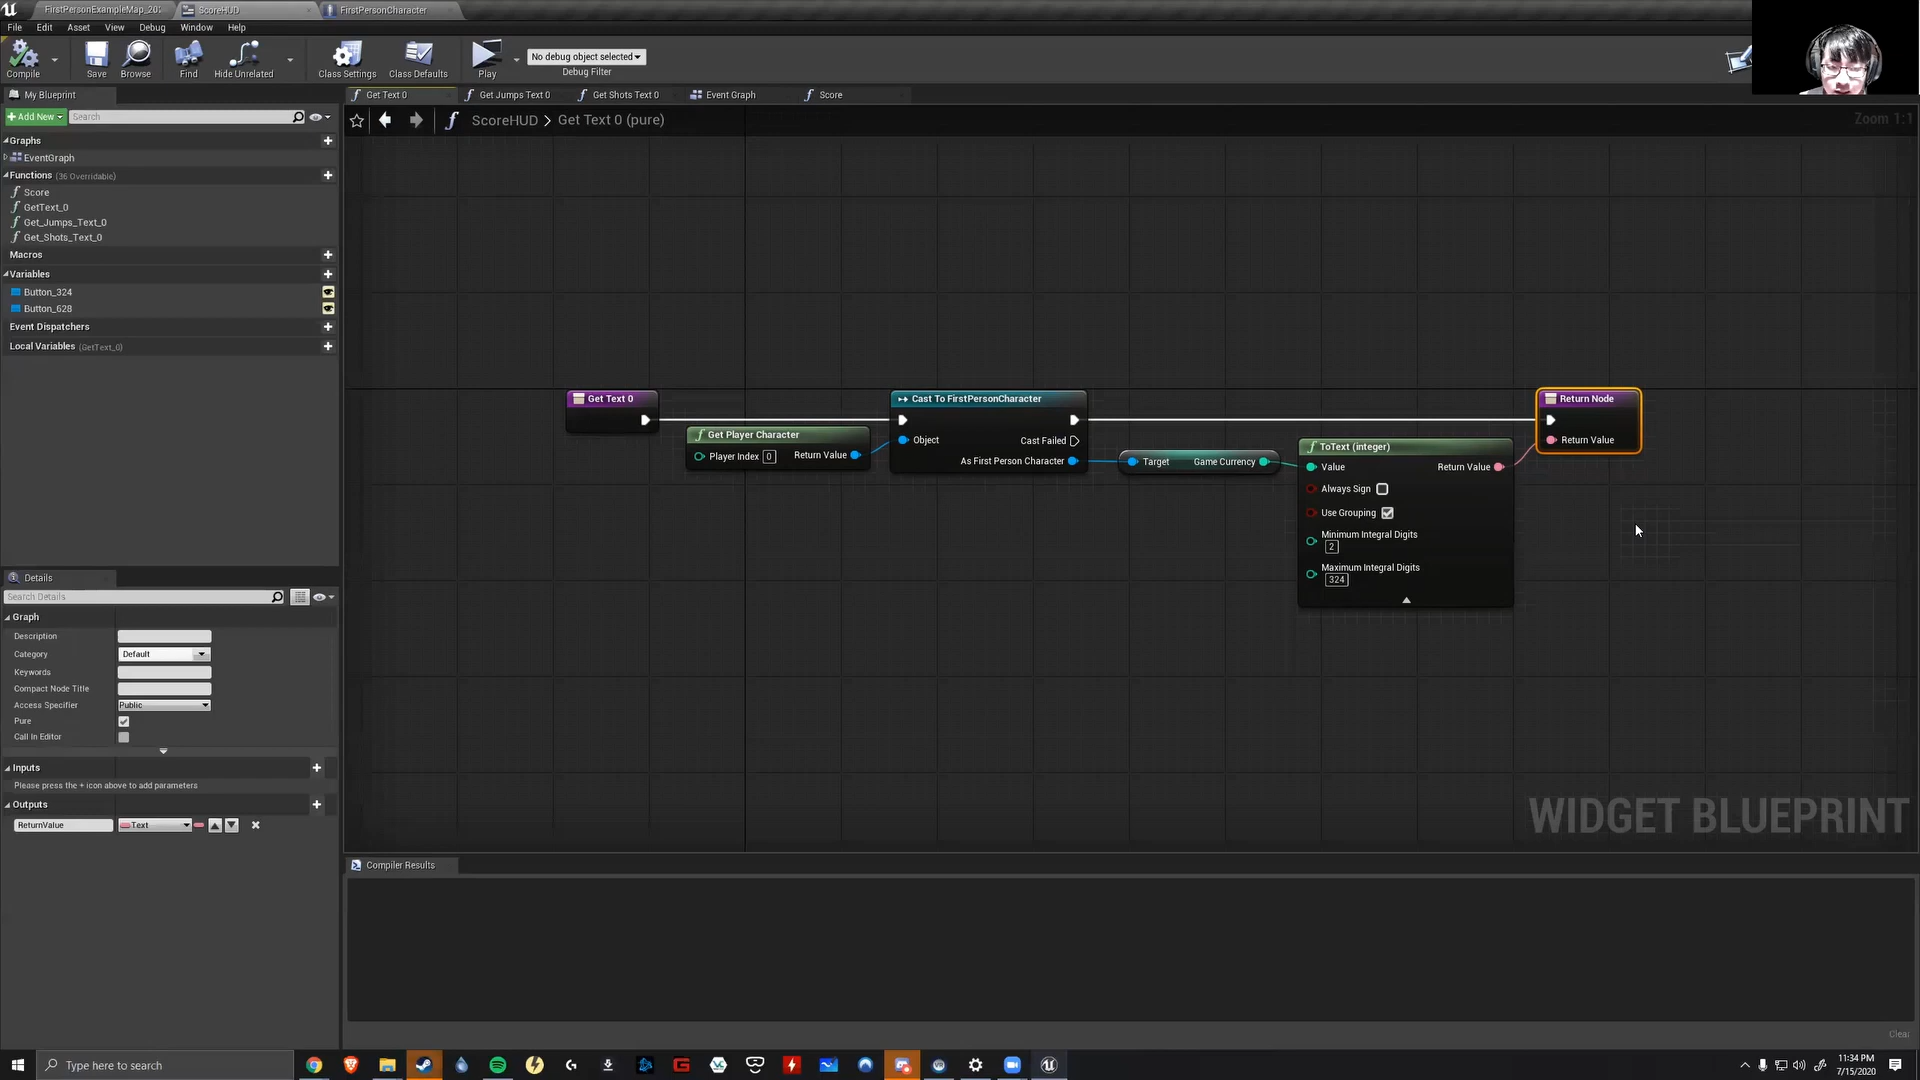 FirstPersonExampleMap_20
ScoreHUD
FirstPersonCharacter
File Edit Asset View Debug Window Help
Compile
Save
Browse
Find
Hide Unrelated
Class Settings
Class Defaults
Play
No debug object selected
Debug Filter
My Blueprint
Get Text 0
Get Jumps Text 0
Get Shots Text 0
Event Graph
Score
+Add New
Search
ScoreHUD > Get Text 0 (pure)
Zoom 1:1
Graphs
EventGraph
Functions (36 Overridable)
Score
GetText_0
Get_Jumps_Text_0
Get_Shots_Text_0
Macros
Variables
Button_324
Button_628
Event Dispatchers
Local Variables (GetText_0)
Get Text 0
Get Player Character
Player Index 0
Return Value
Cast To FirstPersonCharacter
Object
Cast Failed
As First Person Character
Target
Game Currency
ToText (integer)
Value
Return Value
Always Sign
Use Grouping
Minimum Integral Digits
2
Maximum Integral Digits
324
Return Node
Return Value
WIDGET BLUEPRINT
Details
Search Details
Graph
Description
Category Default
Keywords
Compact Node Title
Access Specifier Public
Pure
Call In Editor
Inputs
Please press the + icon above to add parameters
Outputs
ReturnValue Text
Compiler Results
Clear
Type here to search
11:34 PM
7/15/2020